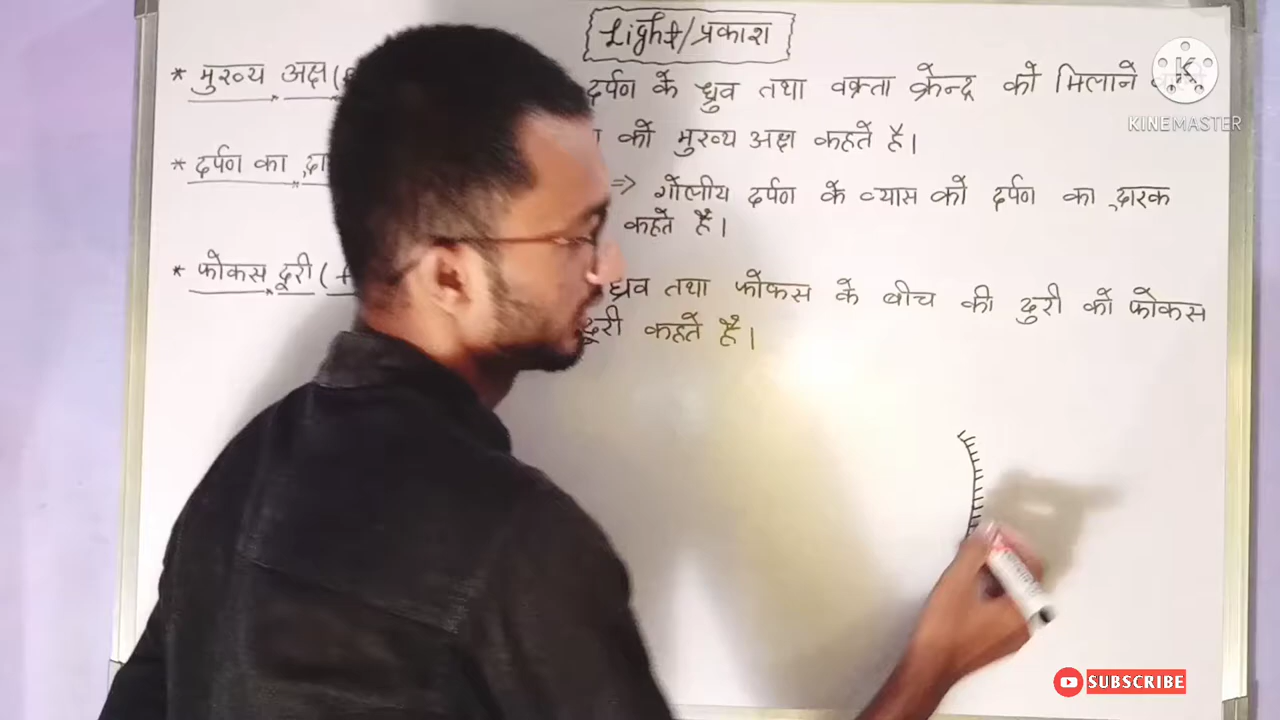 Light/प्रकाश
* मुख्य अक्ष ( दर्पण के ध्रुव तथा वक्रता केन्द्र को मिलाने
को मुख्य अक्ष कहते है।
* दर्पण का => गोलीय दर्पण के व्यास को दर्पण का द्वारक
कहते हैं।
* फोकस दूरी ( f ध्रुव तथा फोकस के बीच की दुरी को फोकस
दूरी कहते हैं।
K
KINEMASTER
SUBSCRIBE